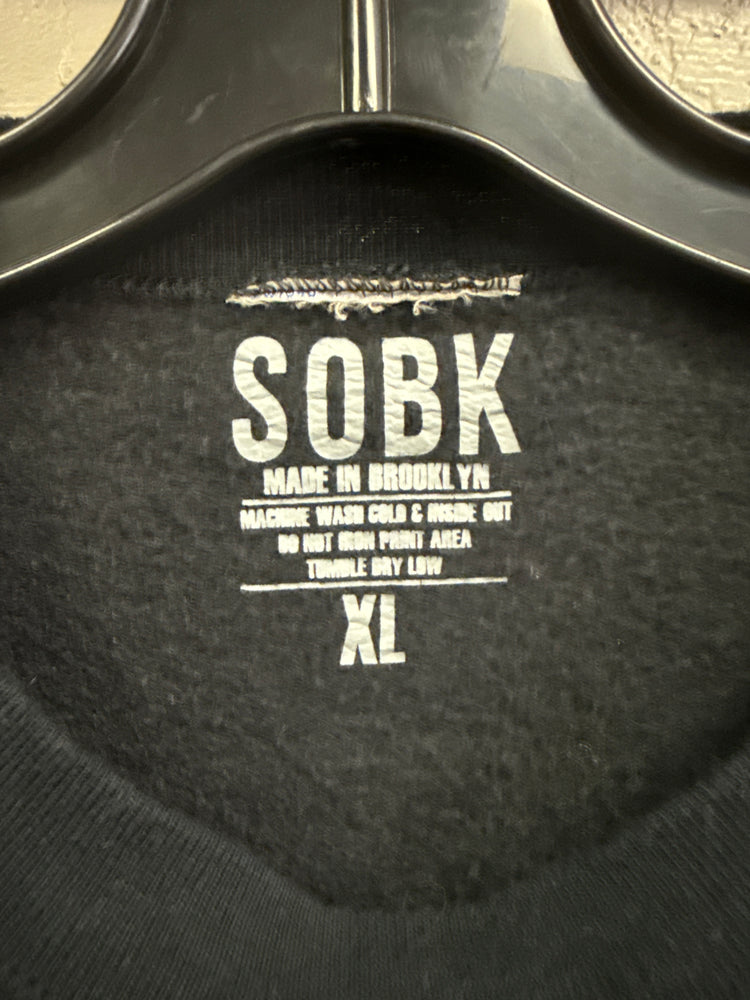 SOBK
MADE IN BROOKLYN
MACHINE WASH COLD & INSIDE OUT
DO NOT IRON PRINT AREA
TUMBLE DRY LOW
XL